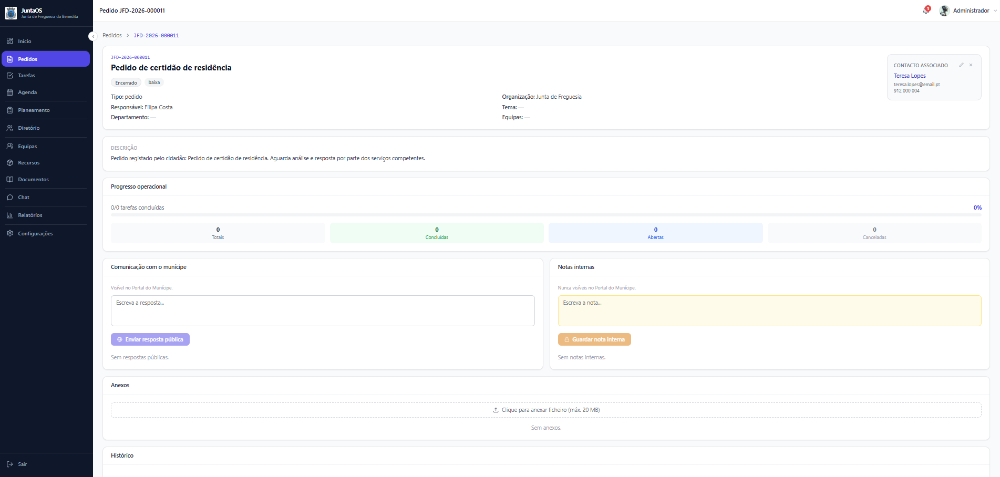 JuntaOS
Junta de Freguesia da Benedita
Pedido JFD-2026-000011
1
Administrador
Início
Pedidos
Tarefas
Agenda
Planeamento
Diretório
Equipas
Recursos
Documentos
Chat
Relatórios
Configurações
Sair
Pedidos > JFD-2026-000011
JFD-2026-000011
Pedido de certidão de residência
Encerrado baixa
Tipo: pedido
Organização: Junta de Freguesia
Responsável: Filipa Costa
Tema: —
Departamento: —
Equipas: —
CONTACTO ASSOCIADO
Teresa Lopes
teresa.lopes@email.pt
912 000 004
DESCRIÇÃO
Pedido registado pelo cidadão: Pedido de certidão de residência. Aguarda análise e resposta por parte dos serviços competentes.
Progresso operacional
0/0 tarefas concluídas
0%
0
Totais
0
Concluídas
0
Abertas
0
Canceladas
Comunicação com o munícipe
Visível no Portal do Munícipe.
Escreva a resposta...
Enviar resposta pública
Sem respostas públicas.
Notas internas
Nunca visíveis no Portal do Munícipe.
Escreva a nota...
Guardar nota interna
Sem notas internas.
Anexos
Clique para anexar ficheiro (máx. 20 MB)
Sem anexos.
Histórico